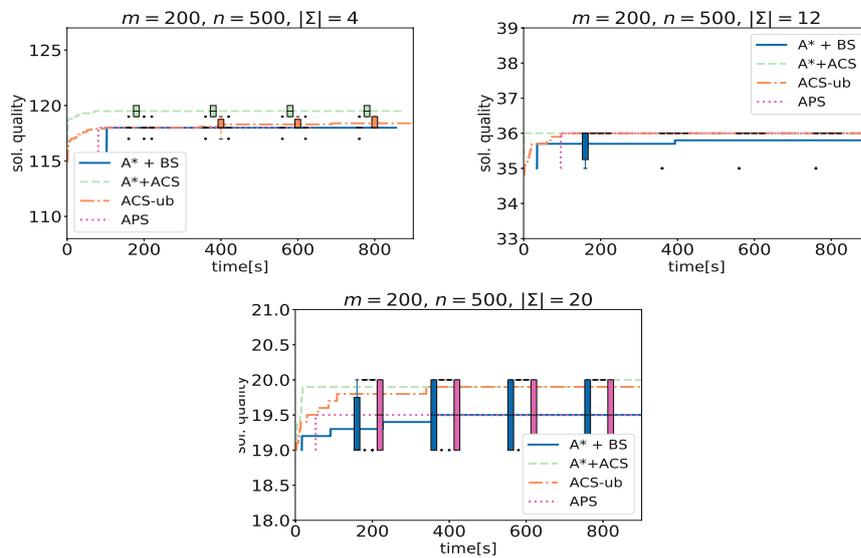 m = 200, n = 500, |Σ| = 4
125
120
115
110
sol. quality
A* + BS
A*+ACS
ACS-ub
APS
0 200 400 600 800
time[s]
m = 200, n = 500, |Σ| = 12
39
38
37
36
35
34
33
sol. quality
A* + BS
A*+ACS
ACS-ub
APS
0 200 400 600 800
time[s]
m = 200, n = 500, |Σ| = 20
21.0
20.5
20.0
19.5
19.0
18.5
18.0
sol. quality
A* + BS
A*+ACS
ACS-ub
APS
0 200 400 600 800
time[s]